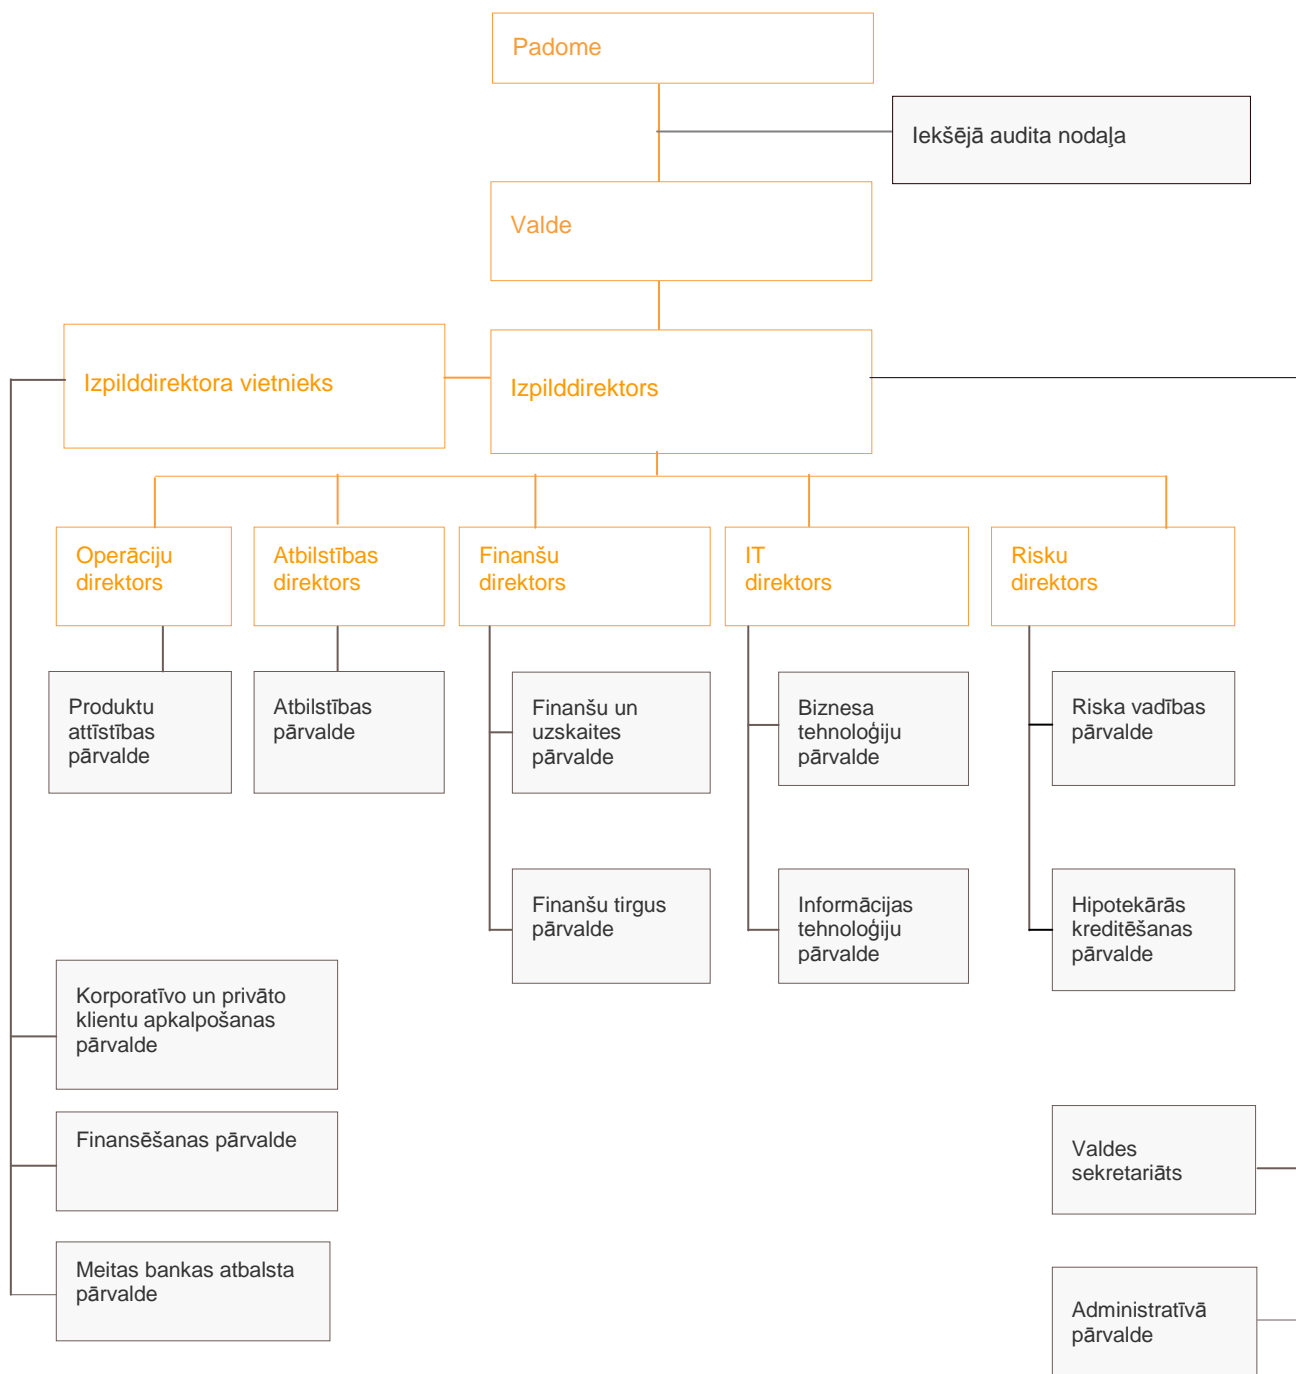 Padome
Iekšējā audita nodaļa
Valde
Izpilddirektora vietnieks
Izpilddirektors
Operāciju
direktors
Atbilstības
direktors
Finanšu
direktors
IT
direktors
Risku
direktors
Produktu
attīstības
pārvalde
Atbilstības
pārvalde
Finanšu un
uzskaites
pārvalde
Biznesa
tehnoloģiju
pārvalde
Riska vadības
pārvalde
Finanšu tirgus
pārvalde
Informācijas
tehnoloģiju
pārvalde
Hipotekārās
kreditēšanas
pārvalde
Korporatīvo un privāto
klientu apkalpošanas
pārvalde
Finansēšanas pārvalde
Meitas bankas atbalsta
pārvalde
Valdes
sekretariāts
Administratīvā
pārvalde